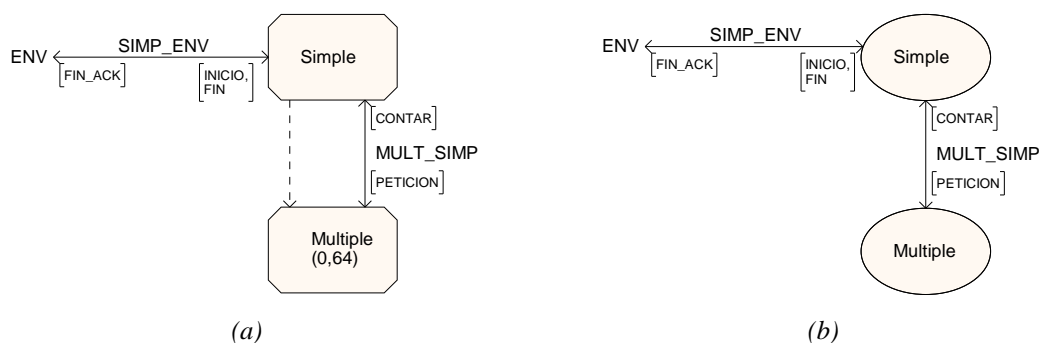 ENV
SIMP_ENV
[FIN_ACK]
[INICIO,
FIN]
Simple
[CONTAR]
MULT_SIMP
[PETICION]
Multiple
(0,64)
(a)
ENV
SIMP_ENV
[FIN_ACK]
[INICIO,
FIN]
Simple
[CONTAR]
MULT_SIMP
[PETICION]
Multiple
(b)